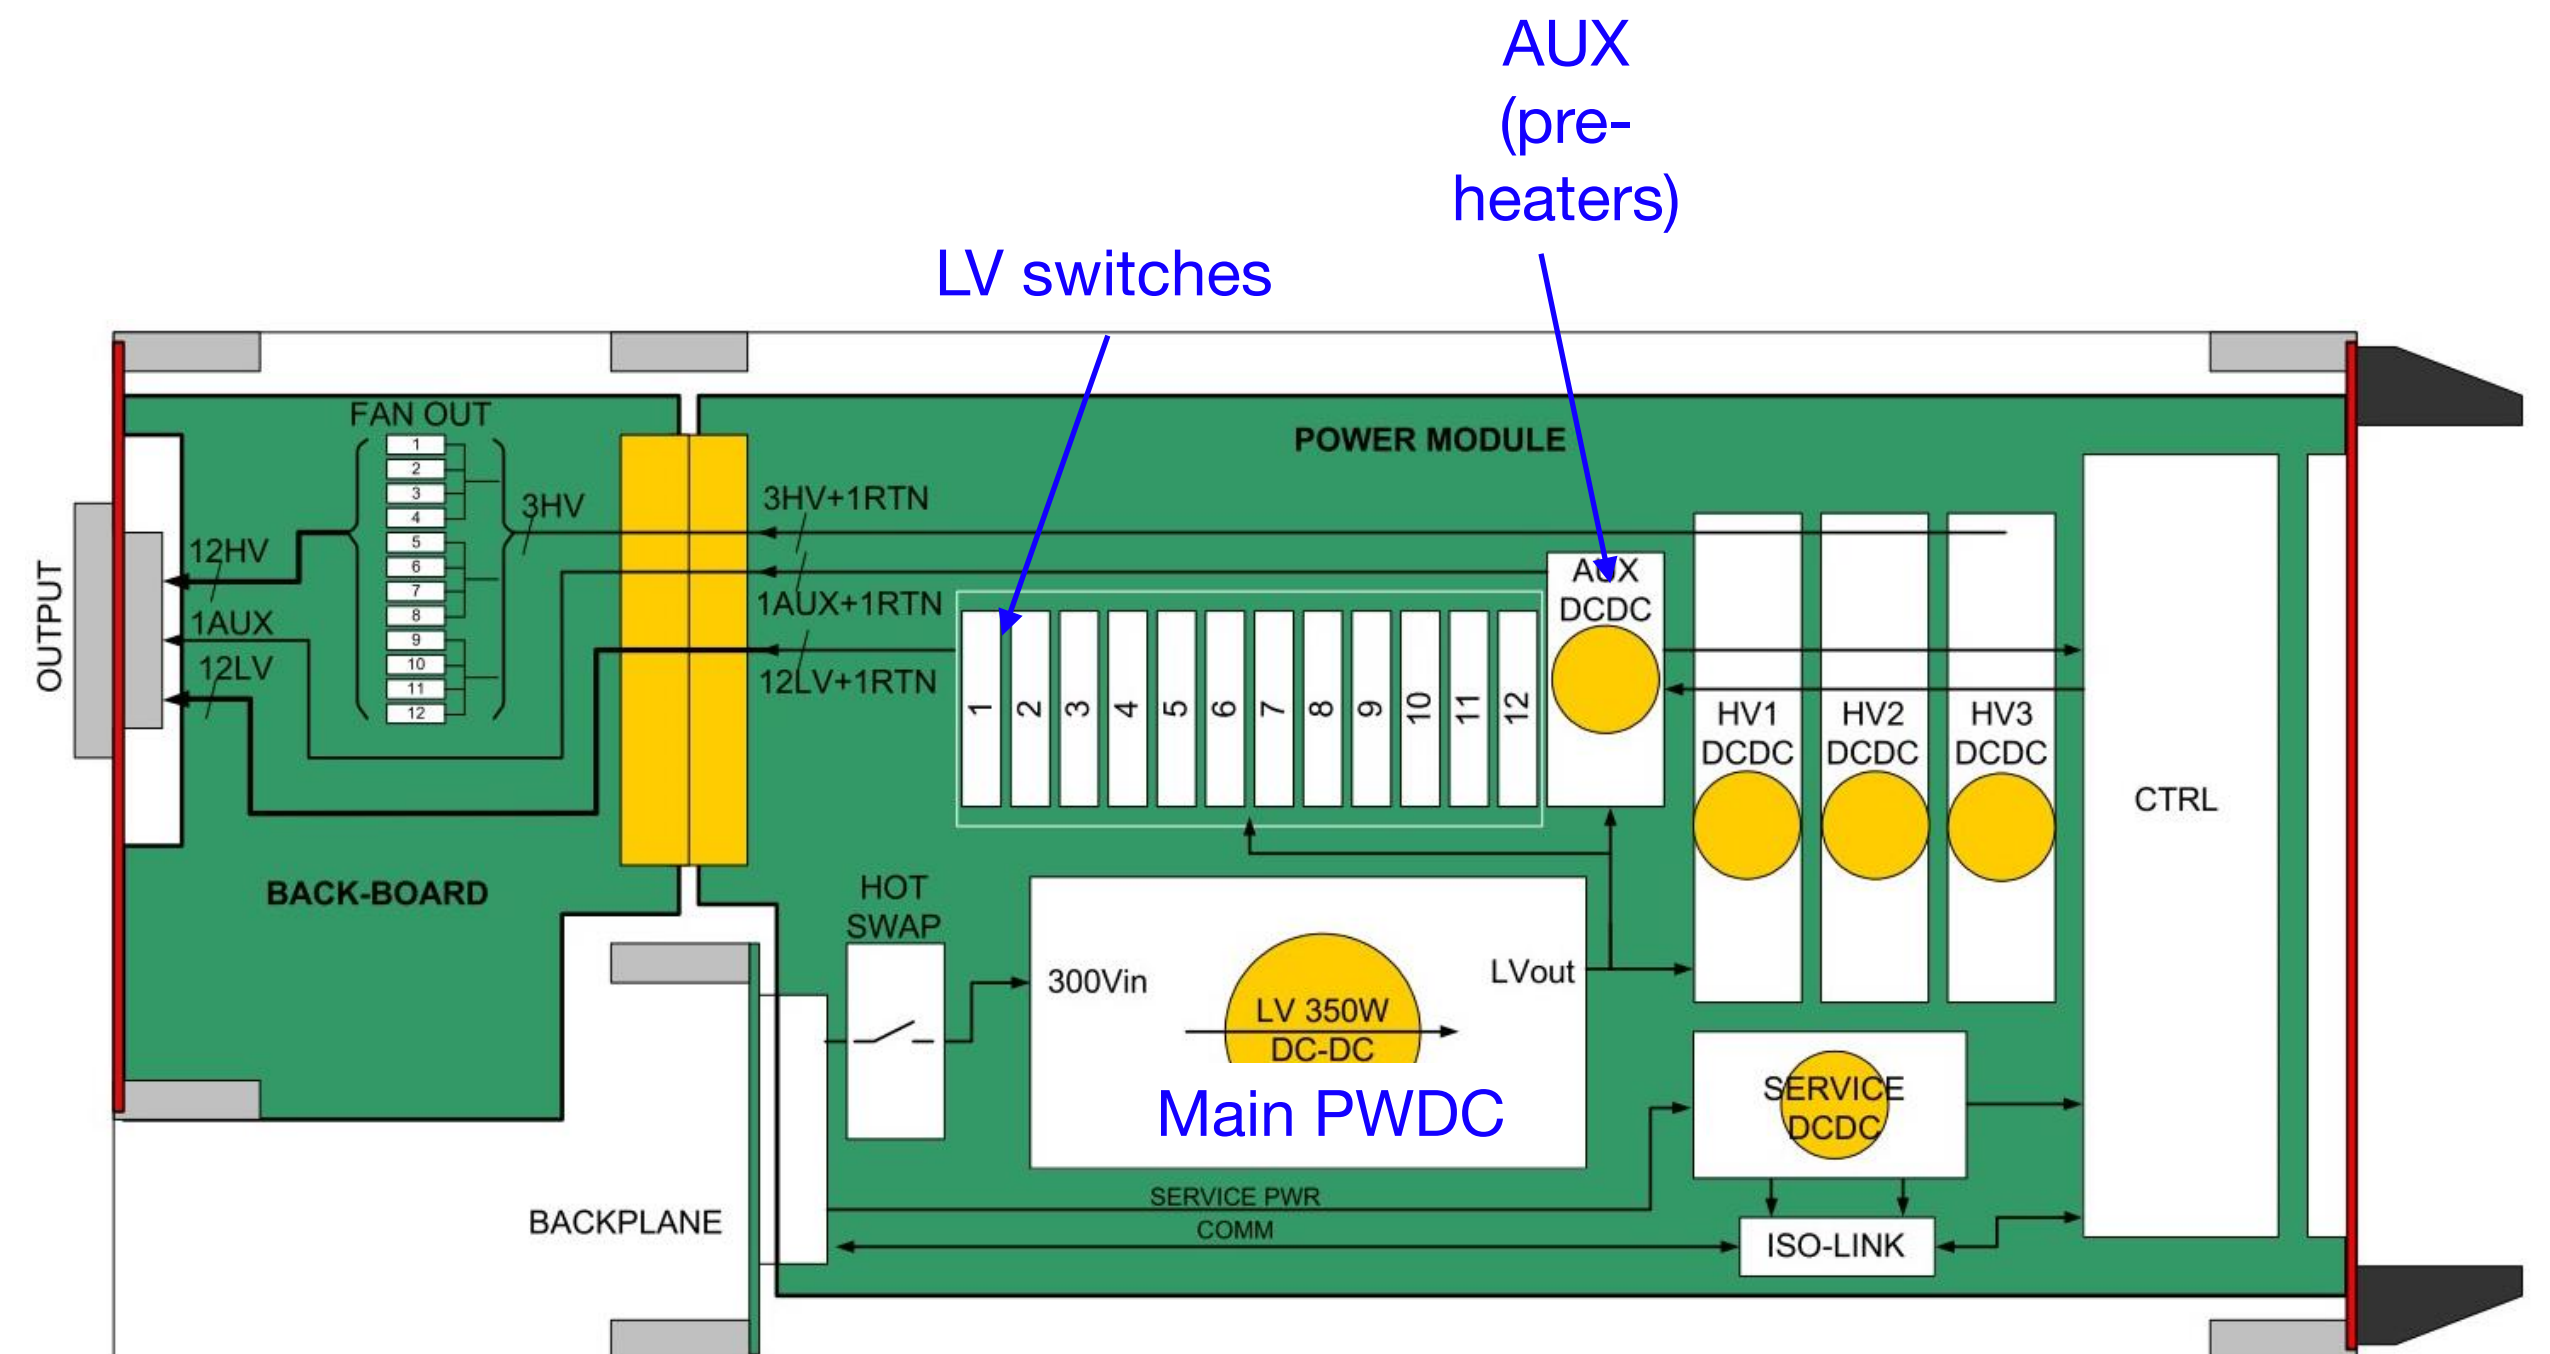 AUX
(pre-
heaters)
LV switches
FAN OUT
POWER MODULE
1
2
3
4
5
6
7
8
9
10
11
12
3HV
3HV+1RTN
12HV
1AUX
12LV
OUTPUT
1AUX+1RTN
12LV+1RTN
1
2
3
4
5
6
7
8
9
10
11
12
AUX
DCDC
HV1
DCDC
HV2
DCDC
HV3
DCDC
CTRL
BACK-BOARD
HOT
SWAP
300Vin
LVout
LV 350W
DC-DC
Main PWDC
SERVICE
DCDC
SERVICE PWR
COMM
BACKPLANE
ISO-LINK